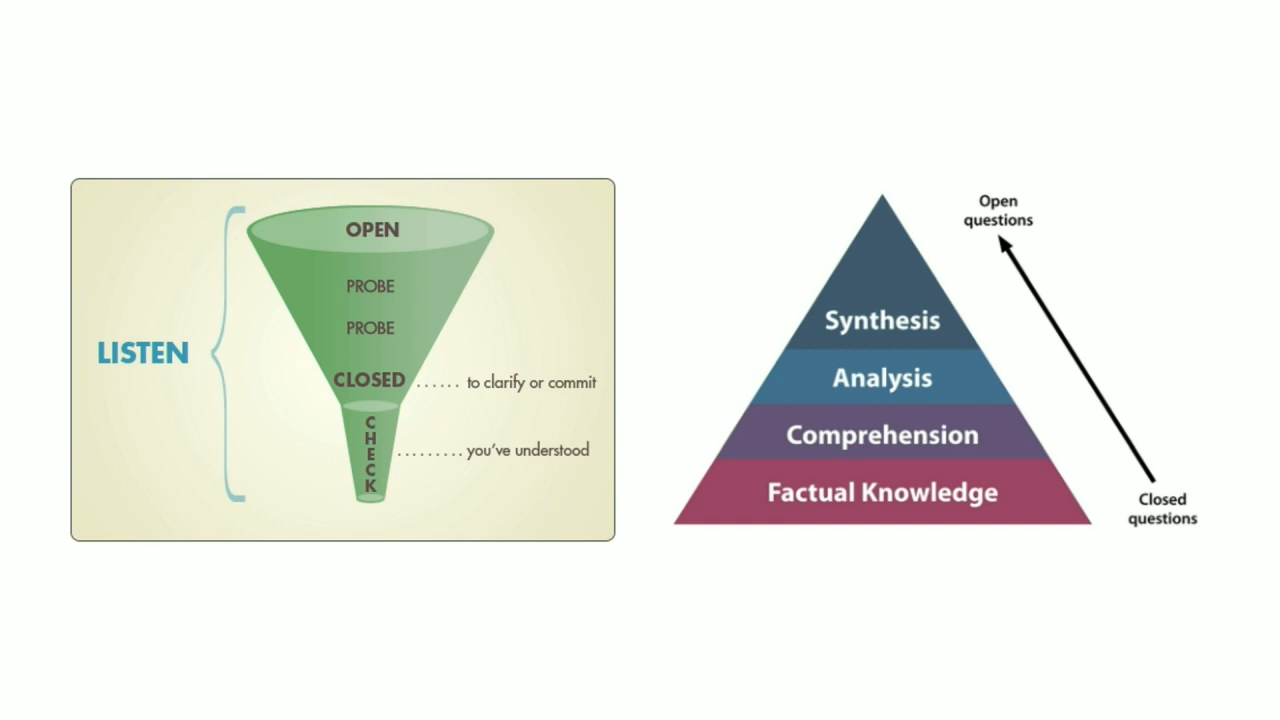 LISTEN
OPEN
PROBE
PROBE
CLOSED ...... to clarify or commit
CHECK ......... you've understood
Open
questions
Synthesis
Analysis
Comprehension
Factual Knowledge
Closed
questions